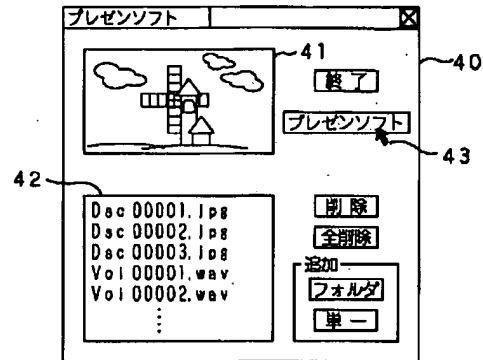 プレゼンソフト
41
終了
40
プレゼンソフト
43
42
Dsc00001.jpg
Dsc00002.jpg
Dsc00003.jpg
Vol00001.wav
Vol00002.wav
削除
全削除
追加
フォルダ
単一